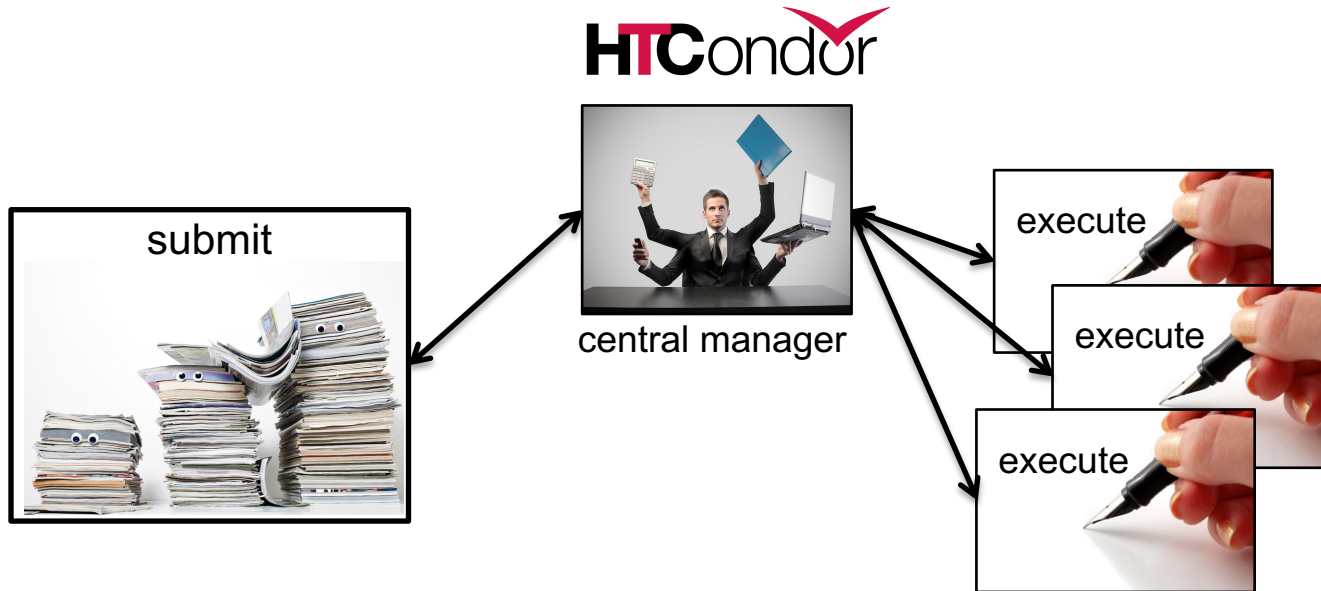 HTCondor
submit
central manager
execute
execute
execute